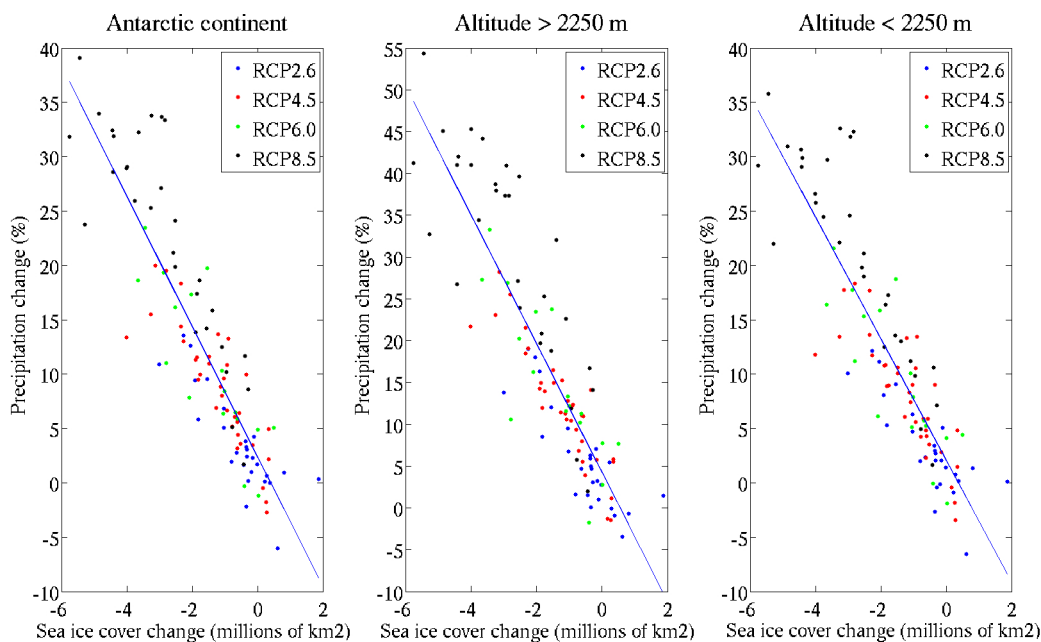 Antarctic continent
Precipitation change (%)
40
35
30
25
20
15
10
5
0
-5
-10
-6
-4
-2
0
2
Sea ice cover change (millions of km2)
RCP2.6
RCP4.5
RCP6.0
RCP8.5
Altitude > 2250 m
Precipitation change (%)
55
50
45
40
35
30
25
20
15
10
5
0
-5
-10
-6
-4
-2
0
2
Sea ice cover change (millions of km2)
RCP2.6
RCP4.5
RCP6.0
RCP8.5
Altitude < 2250 m
Precipitation change (%)
40
35
30
25
20
15
10
5
0
-5
-10
-6
-4
-2
0
2
Sea ice cover change (millions of km2)
RCP2.6
RCP4.5
RCP6.0
RCP8.5